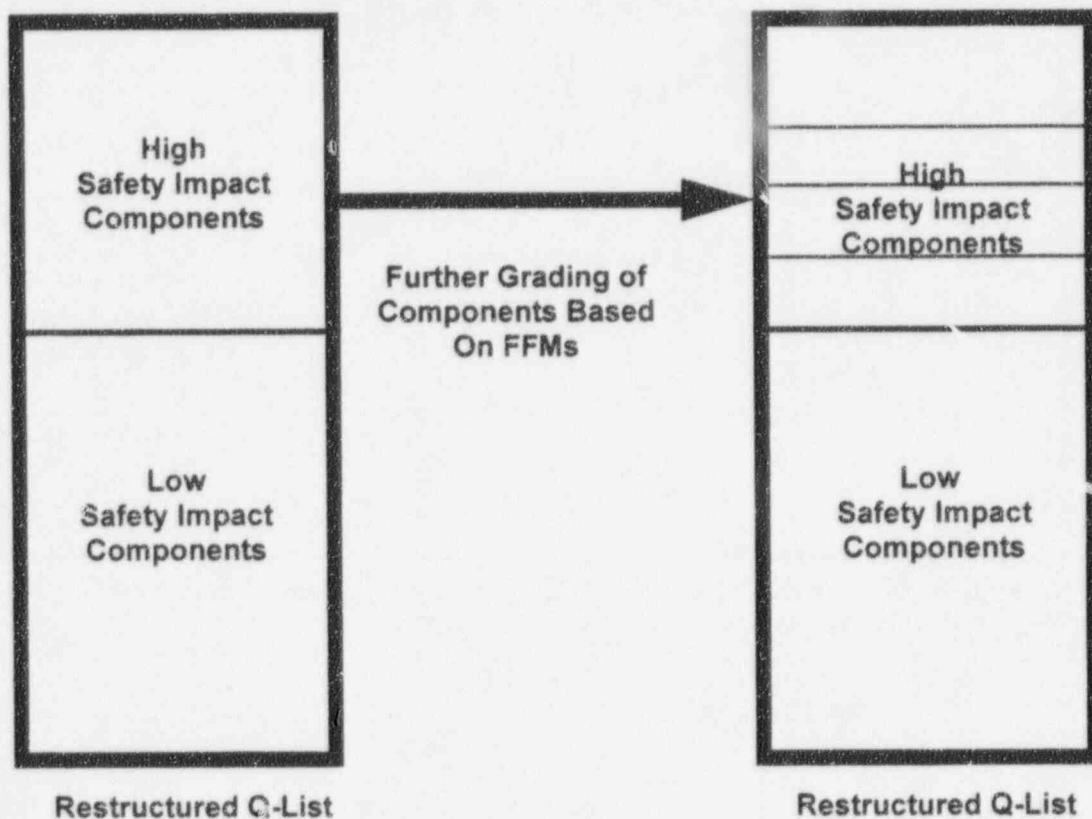 High
Safety Impact
Components
Further Grading of
Components Based
On FFMs
Low
Safety Impact
Components
Restructured Q-List
High
Safety Impact
Components
Low
Safety Impact
Components
Restructured Q-List